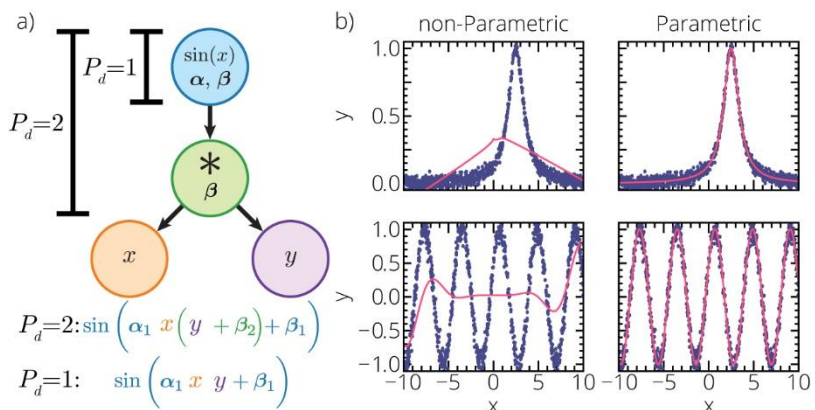 a)
P_d=1
P_d=2
sin(x)
α, β
*
β
x
y
P_d=2: sin(α₁ x(y + β₂)+ β₁)
P_d=1: sin(α₁ x y + β₁)
b)
non-Parametric
Parametric
y
1.0
0.5
0.0
y
1.0
0.5
0.0
−0.5
−1.0
−10 −5 0 5 10
−10 −5 0 5 10
x
x